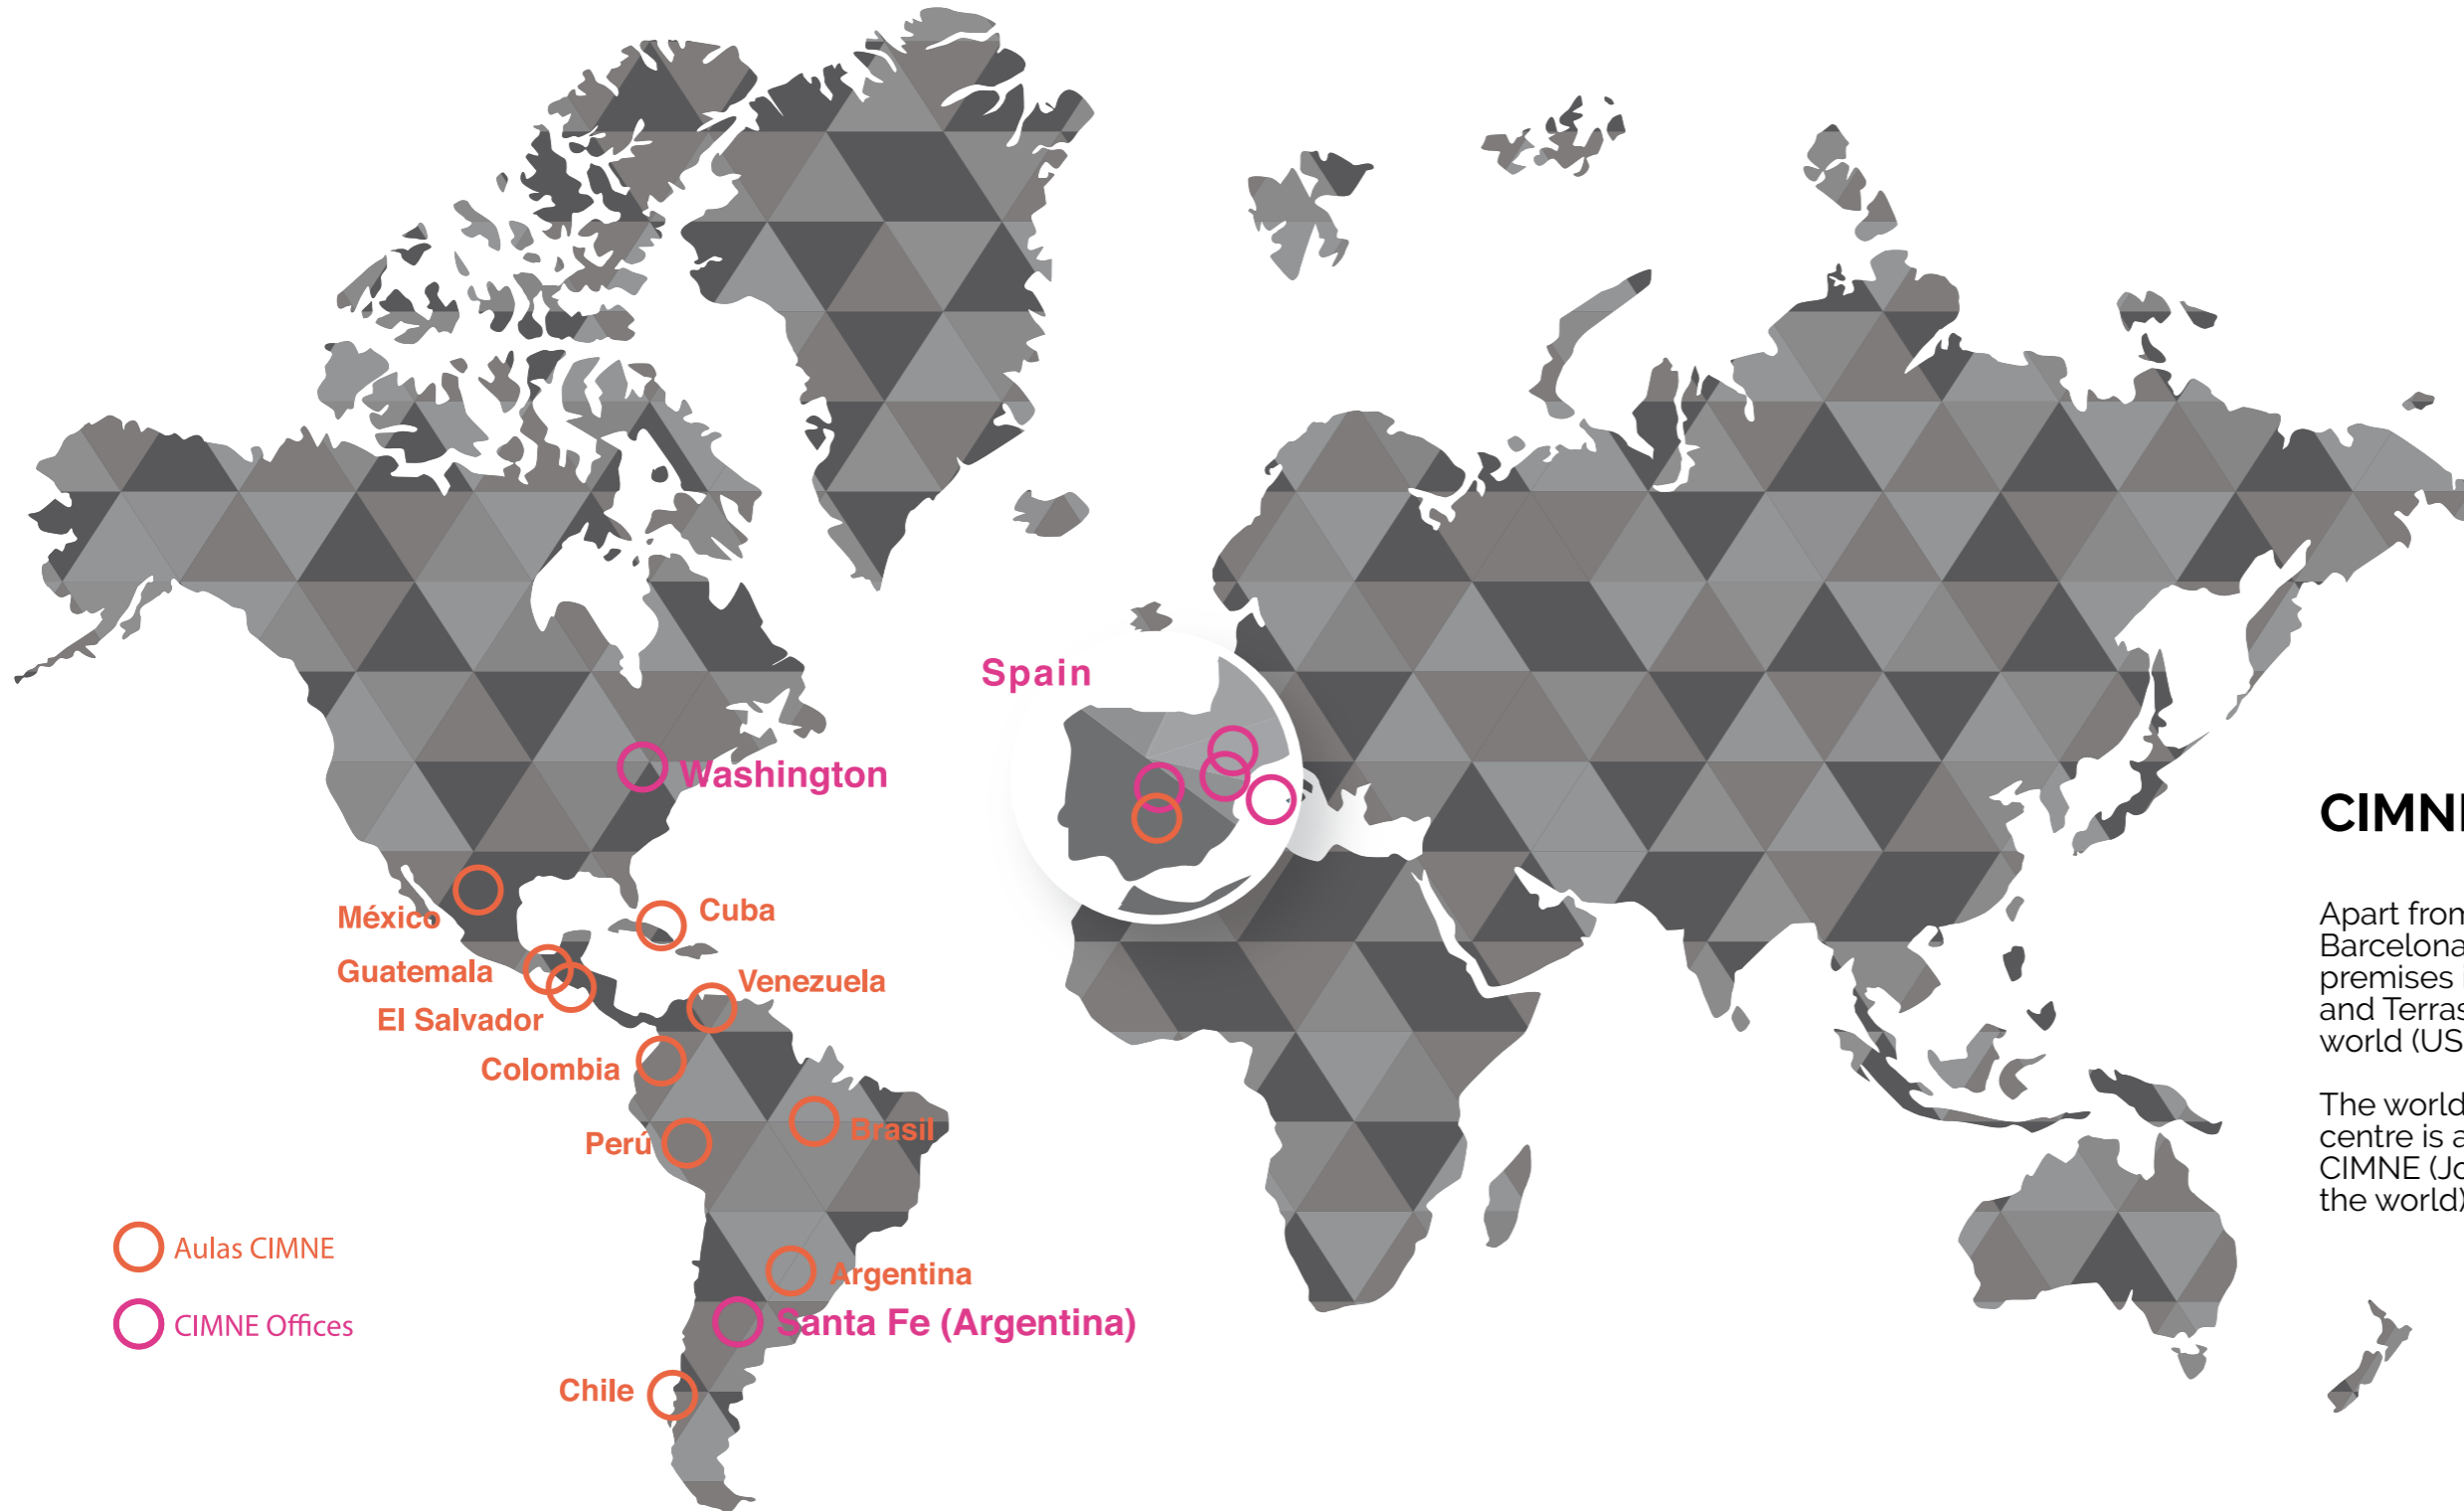 Spain
Washington
México
Cuba
Guatemala
Venezuela
El Salvador
Colombia
Brasil
Perú
Aulas CIMNE
Argentina
CIMNE Offices
Santa Fe (Argentina)
Chile
CIMNE
Apart from
Barcelona
premises
and Terras
world (US
The world
centre is a
CIMNE (Jo
the world)